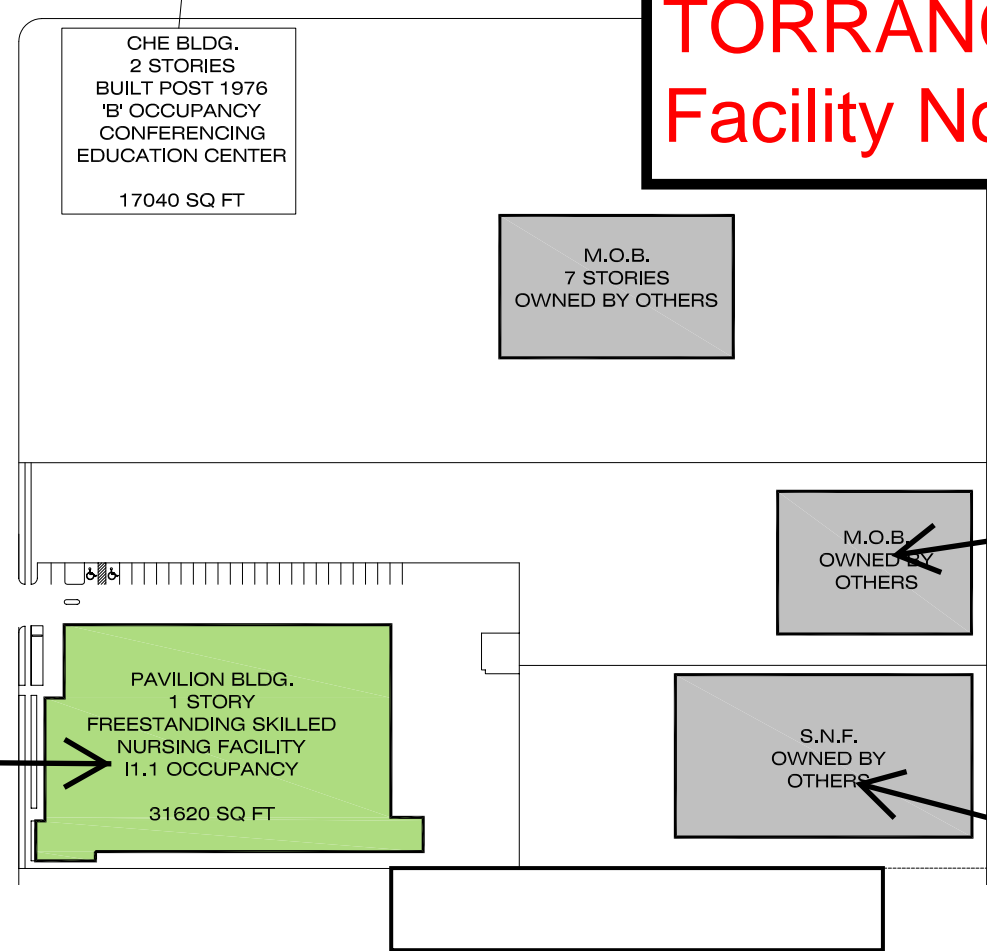 TORRANC
Facility No
CHE BLDG.
2 STORIES
BUILT POST 1976
'B' OCCUPANCY
CONFERENCING
EDUCATION CENTER
17040 SQ FT
M.O.B.
7 STORIES
OWNED BY OTHERS
M.O.B.
OWNED BY
OTHERS
PAVILION BLDG.
1 STORY
FREESTANDING SKILLED
NURSING FACILITY
I1.1 OCCUPANCY
31620 SQ FT
S.N.F.
OWNED BY
OTHERS